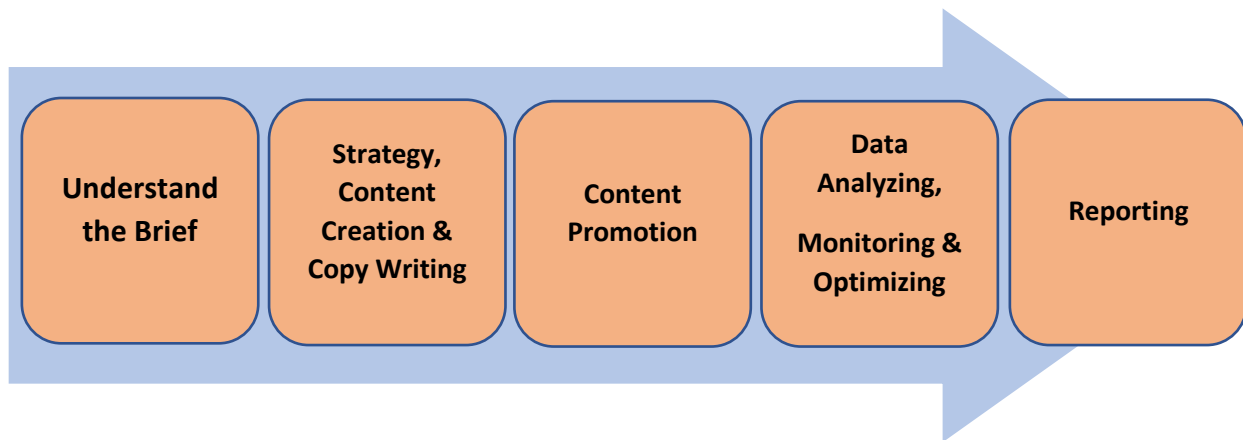 Understand
the Brief
Strategy,
Content
Creation &
Copy Writing
Content
Promotion
Data
Analyzing,
Monitoring &
Optimizing
Reporting